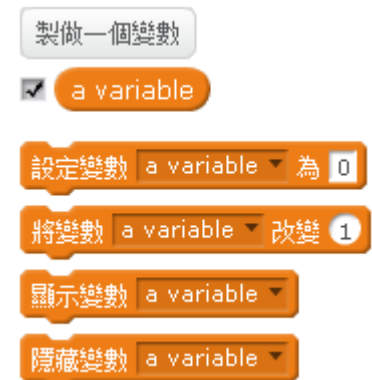 製做一個變數
a variable
設定變數 a variable 為 0
將變數 a variable 改變 1
顯示變數 a variable
隱藏變數 a variable